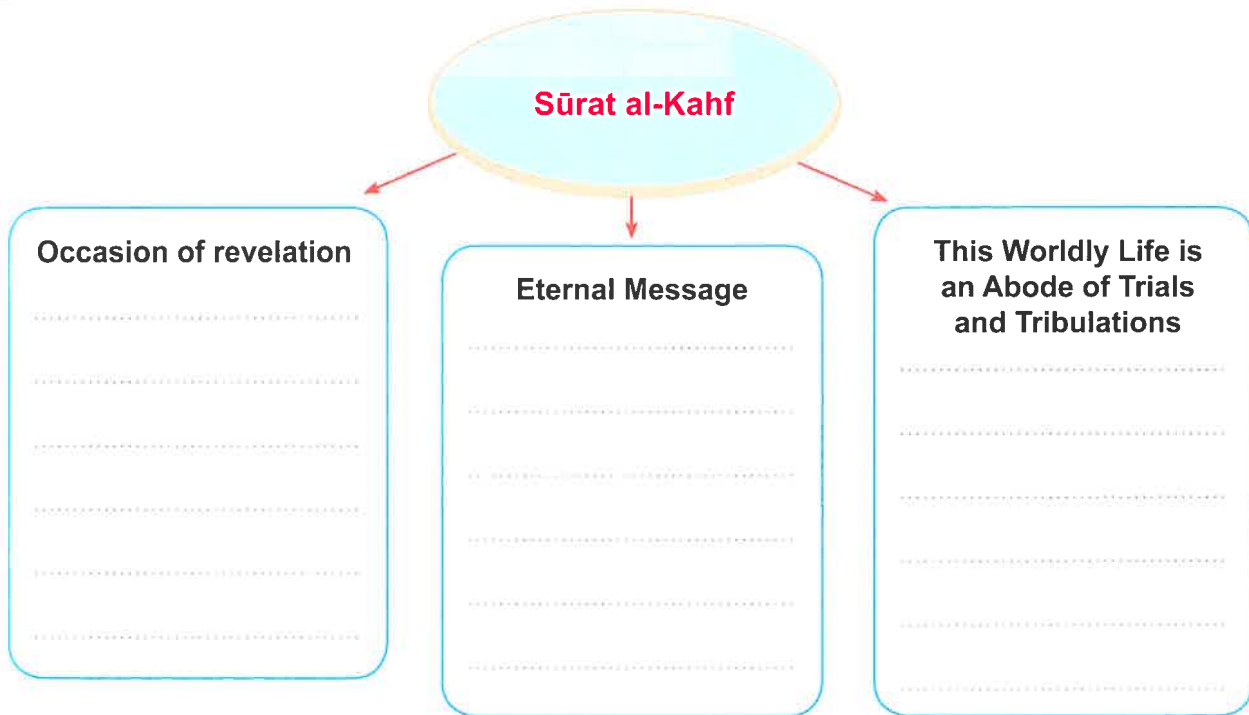 Sūrat al-Kahf
Occasion of revelation
Eternal Message
This Worldly Life is
an Abode of Trials
and Tribulations